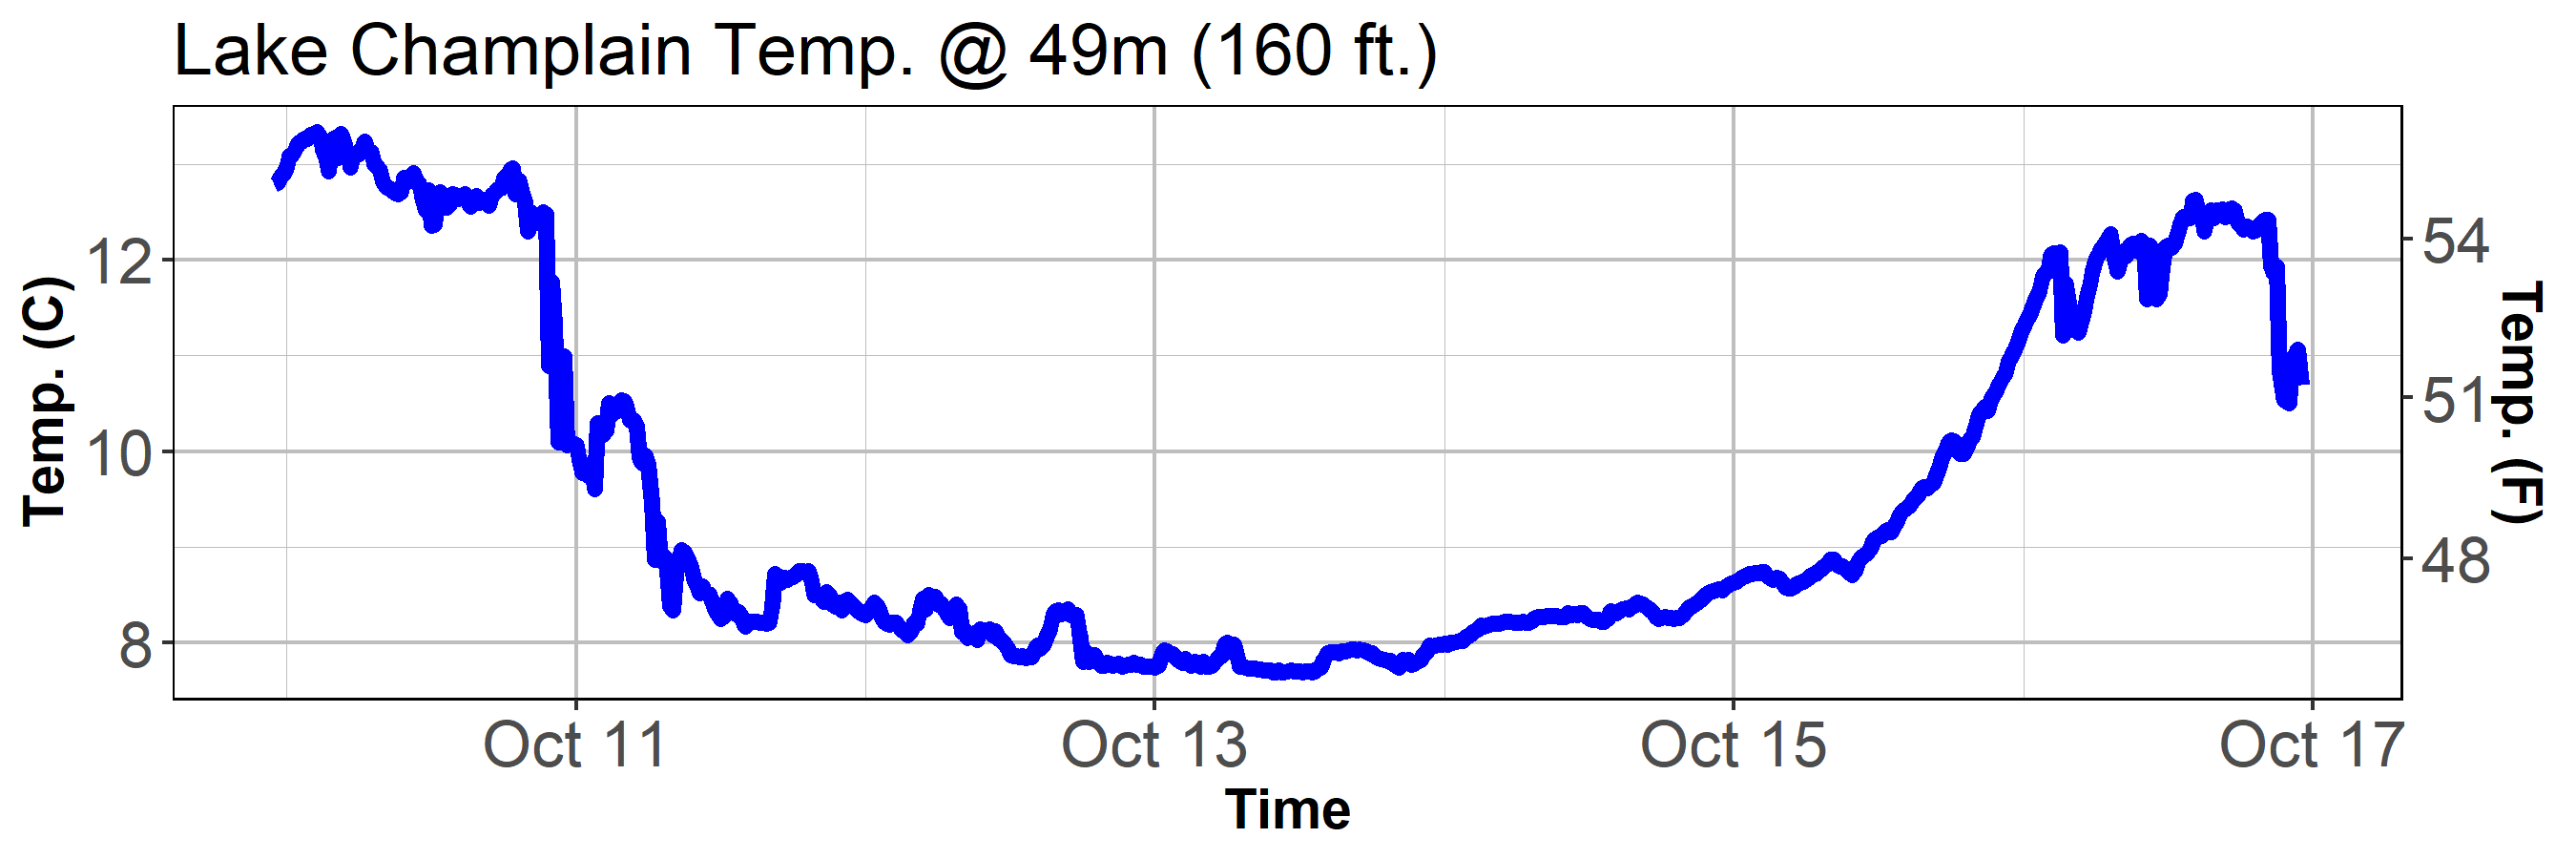 Lake Champlain Temp. @ 49m (160 ft.)
Temp. (C)
12
10
8
54
51
48
Temp. (F)
Oct 11 Oct 13 Oct 15 Oct 17
Time